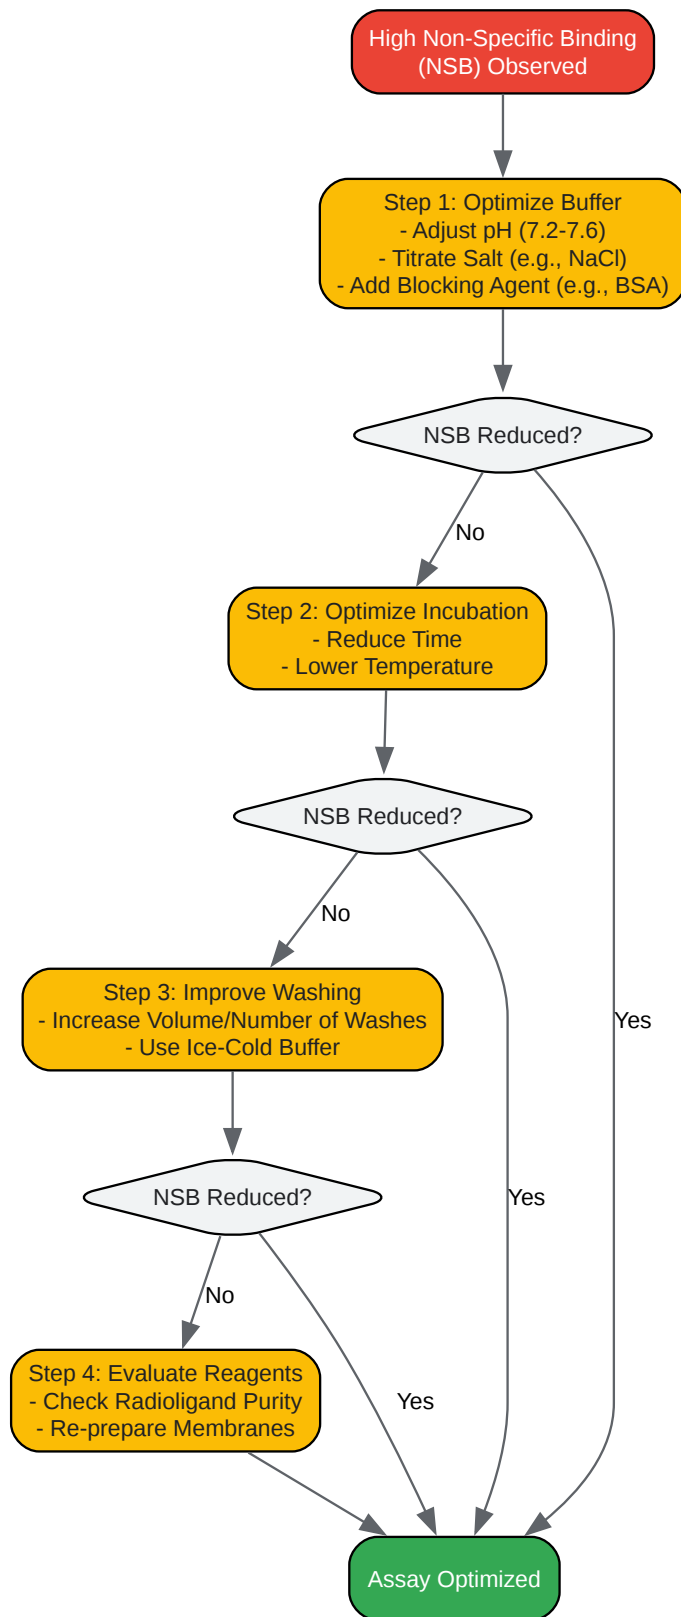 High Non-Specific Binding
(NSB) Observed
Step 1: Optimize Buffer
- Adjust pH (7.2-7.6)
- Titrate Salt (e.g., NaCl)
- Add Blocking Agent (e.g., BSA)
NSB Reduced?
No
Step 2: Optimize Incubation
- Reduce Time
- Lower Temperature
NSB Reduced?
No
Step 3: Improve Washing
- Increase Volume/Number of Washes
- Use Ice-Cold Buffer
Yes
NSB Reduced?
Yes
No
Step 4: Evaluate Reagents
- Check Radioligand Purity
- Re-prepare Membranes
Yes
Assay Optimized